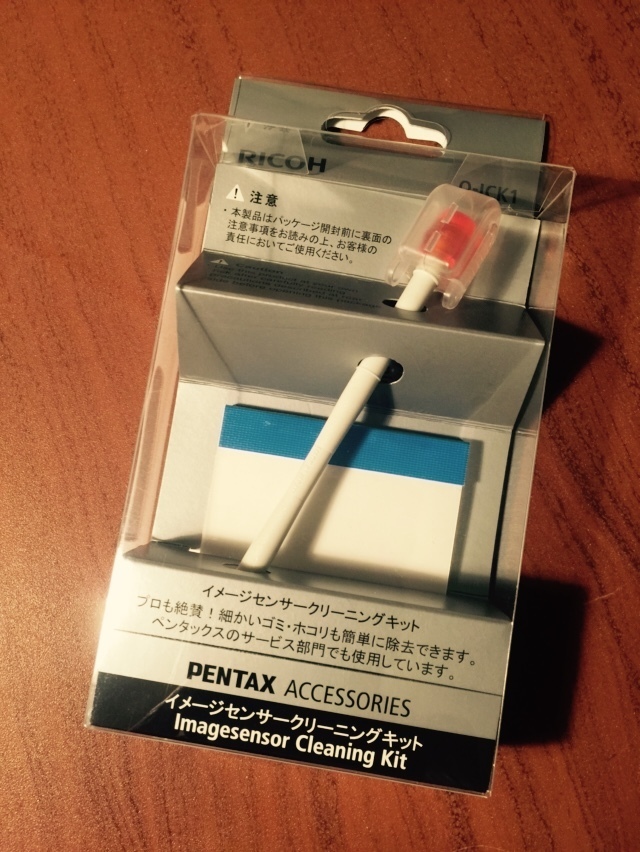 RICOH
O-ICK1
注意
・本製品はパッケージ開封前に裏面の
注意事項をお読みの上、お客様の
責任においてご使用ください。
イメージセンサークリーニングキット
プロも絶賛！細かいゴミ・ホコリも簡単に除去できます。
ペンタックスのサービス部門でも使用しています。
PENTAX ACCESSORIES
イメージセンサークリーニングキット
Imagesensor Cleaning Kit